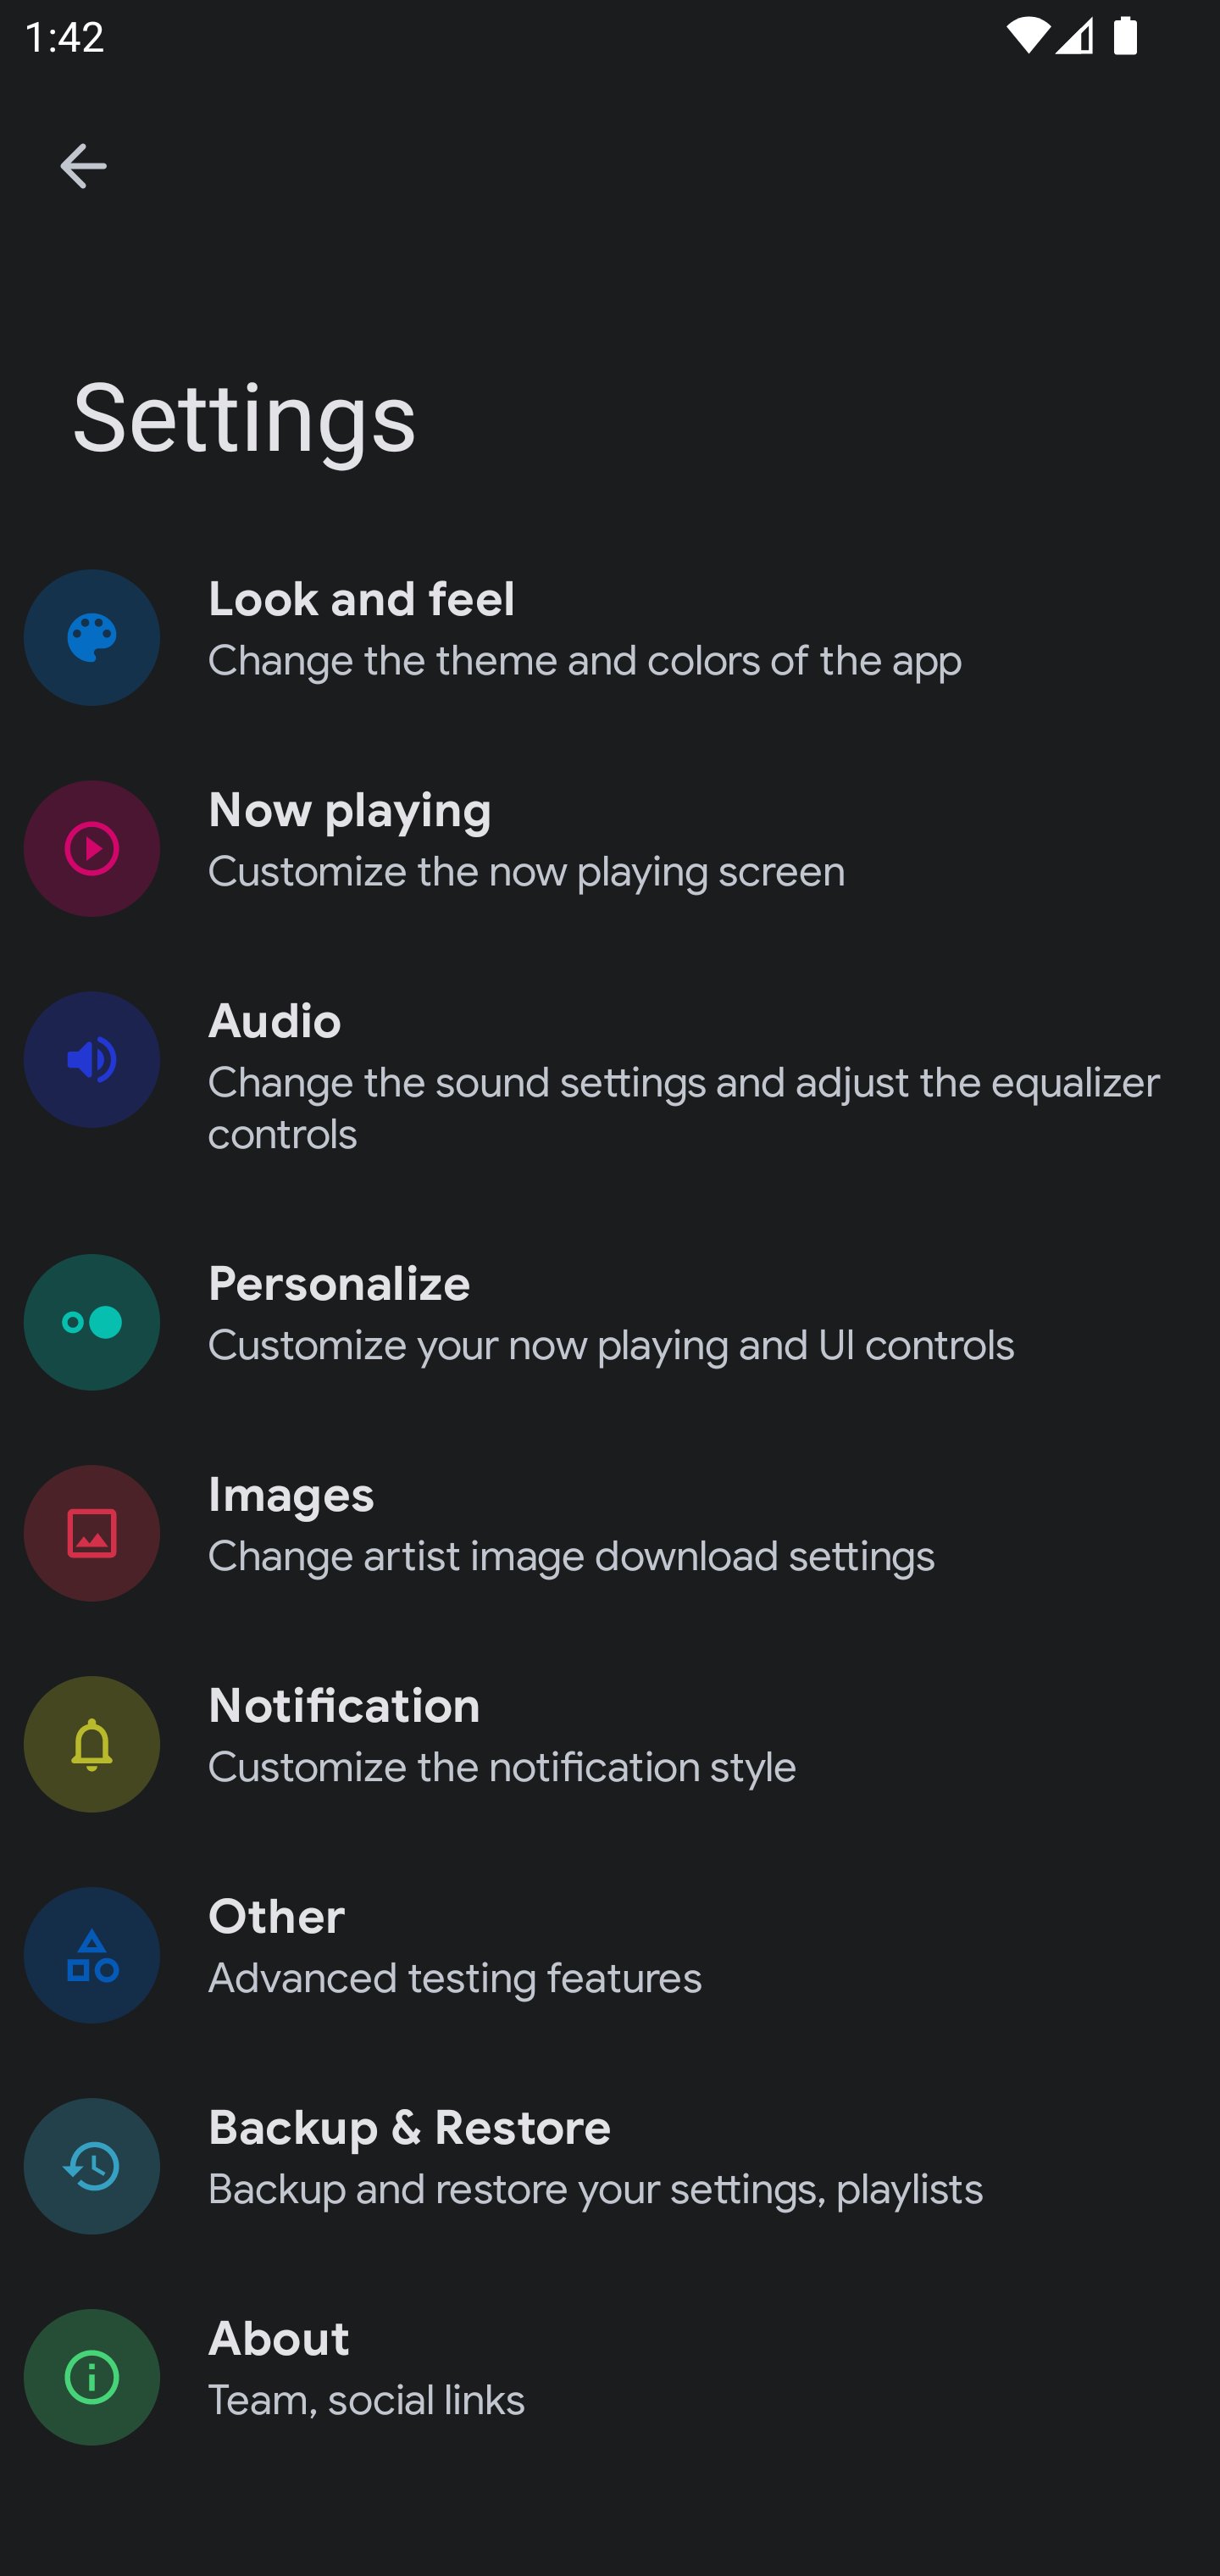 1:42
Settings
Look and feel
Change the theme and colors of the app
Now playing
Customize the now playing screen
Audio
Change the sound settings and adjust the equalizer
controls
Personalize
Customize your now playing and UI controls
Images
Change artist image download settings
Notification
Customize the notification style
Other
Advanced testing features
Backup & Restore
Backup and restore your settings, playlists
About
Team, social links